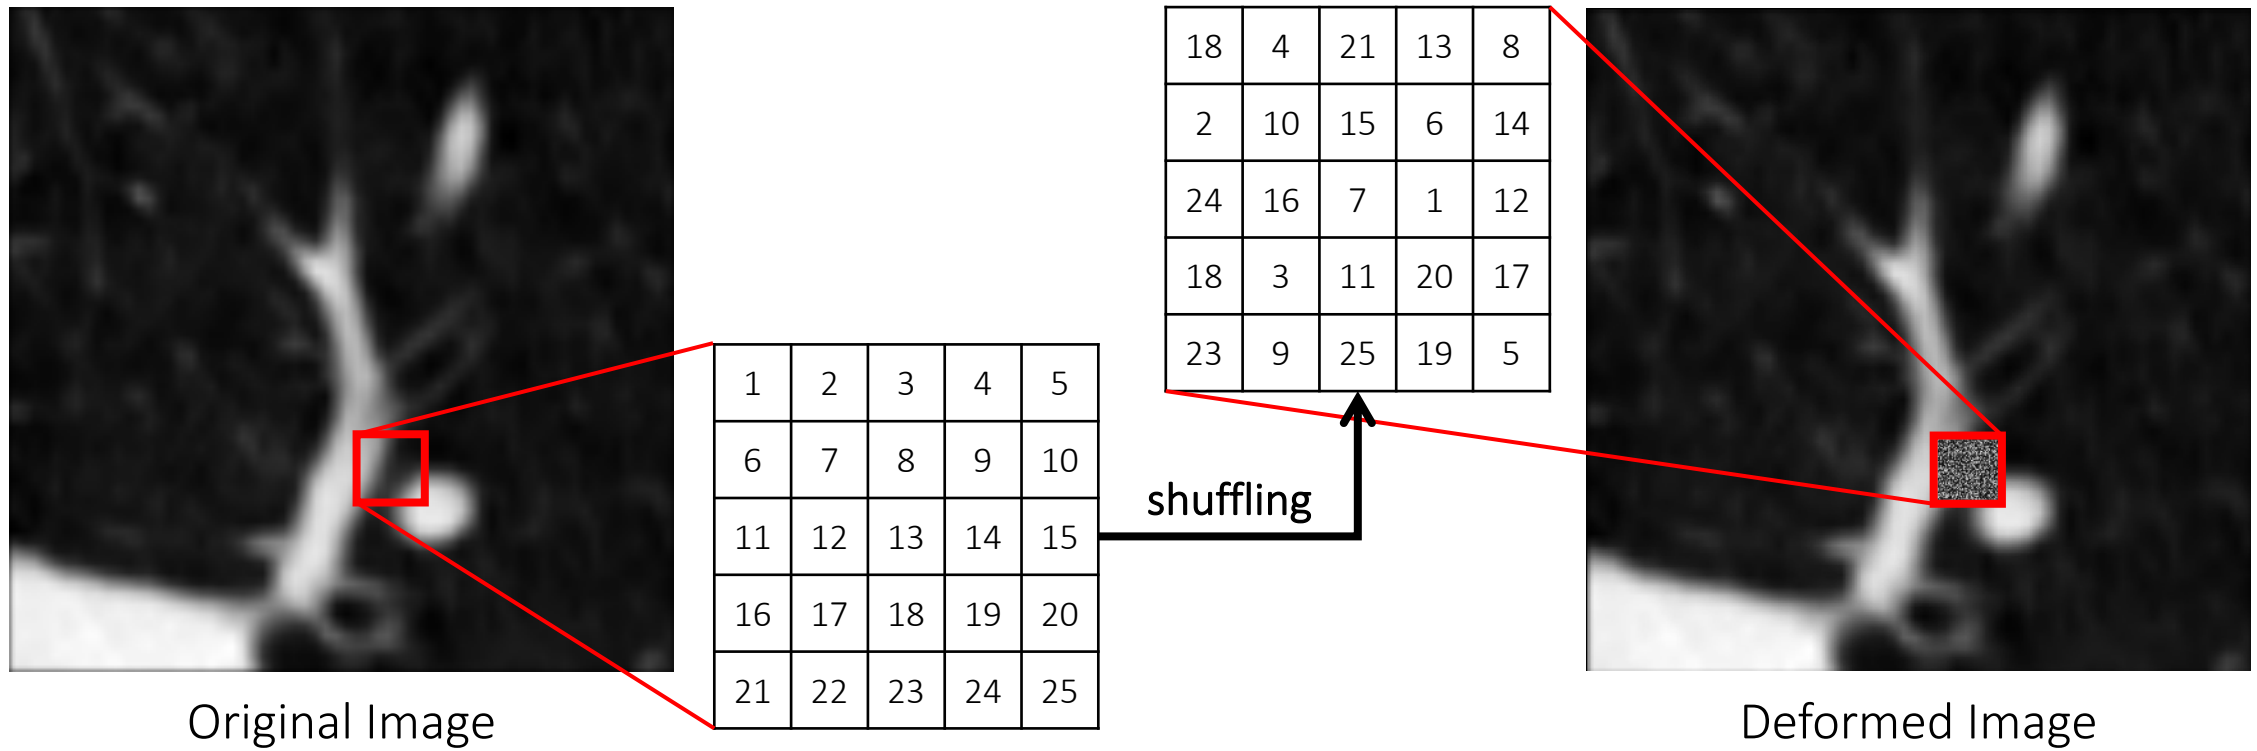 18 4 21 13 8
2 10 15 6 14
24 16 7 1 12
18 3 11 20 17
23 9 25 19 5
1 2 3 4 5
6 7 8 9 10
11 12 13 14 15
16 17 18 19 20
21 22 23 24 25
shuffling
Original Image
Deformed Image